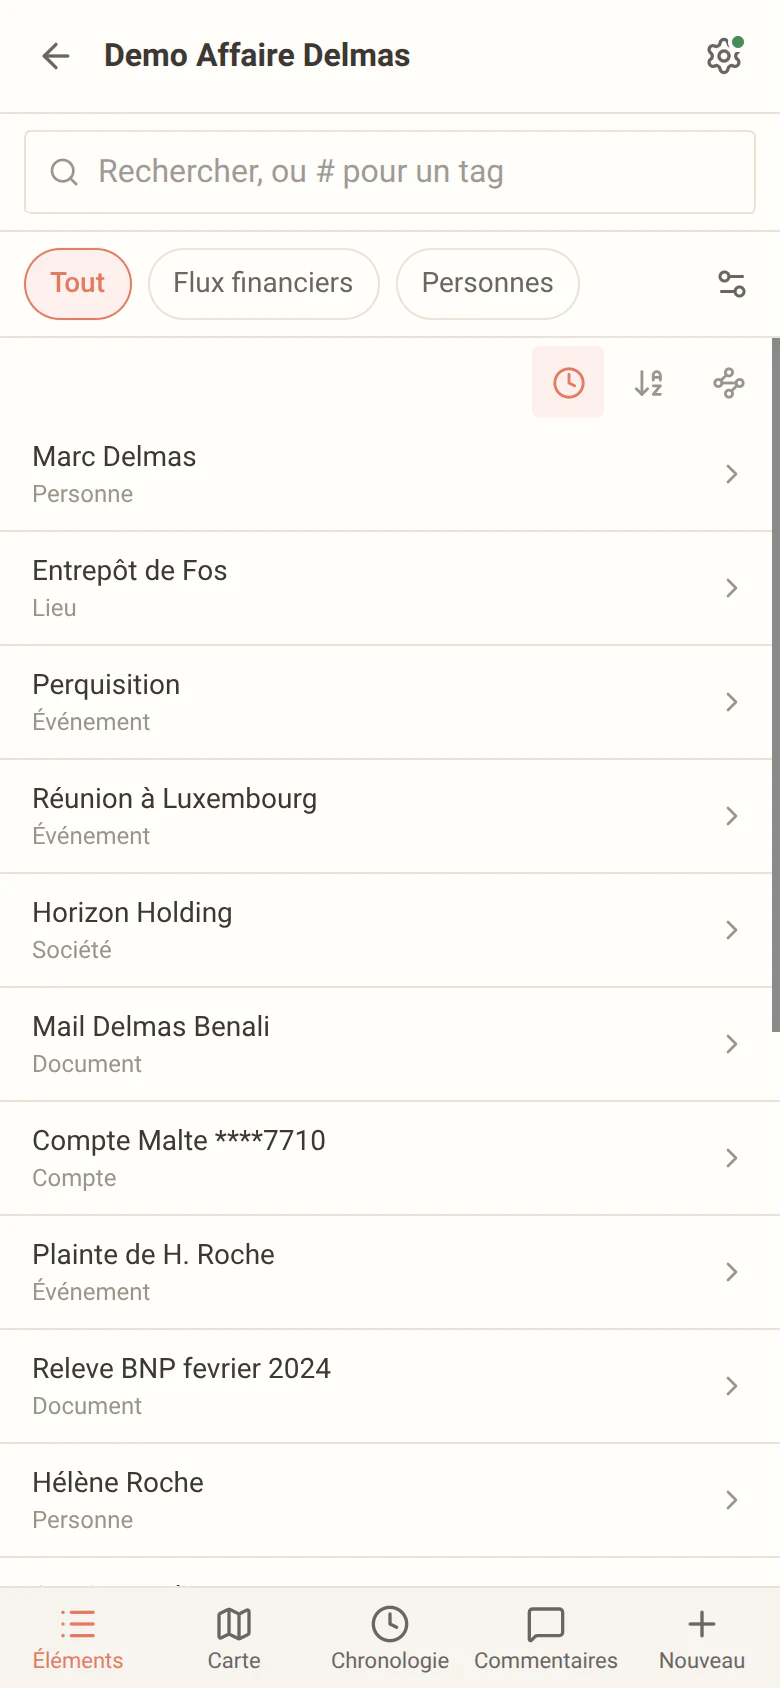 Demo Affaire Delmas
Rechercher, ou # pour un tag
Tout
Flux financiers
Personnes
Marc Delmas
Personne
Entrepôt de Fos
Lieu
Perquisition
Événement
Réunion à Luxembourg
Événement
Horizon Holding
Société
Mail Delmas Benali
Document
Compte Malte ****7710
Compte
Plainte de H. Roche
Événement
Releve BNP fevrier 2024
Document
Hélène Roche
Personne
Éléments
Carte
Chronologie
Commentaires
Nouveau